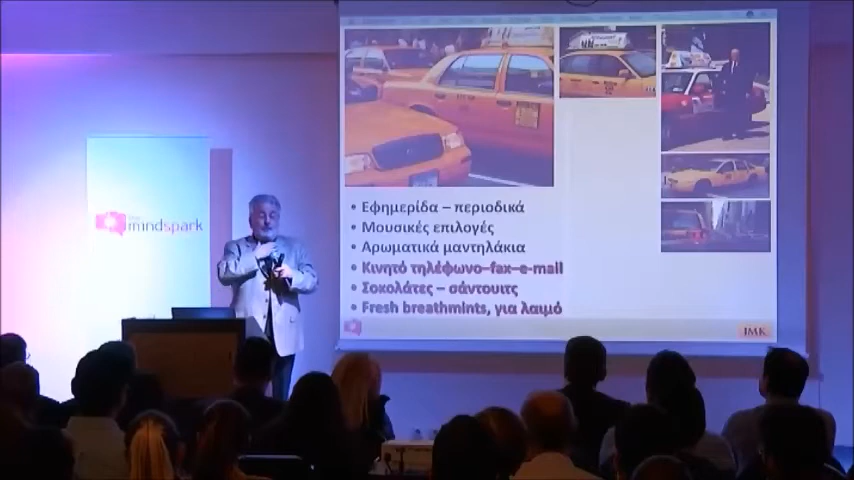 the
mindspark
• Εφημερίδα – περιοδικά
• Μουσικές επιλογές
• Αρωματικά μαντηλάκια
• Κινητό τηλέφωνο–fax–e-mail
• Σοκολάτες – σάντουιτς
• Fresh breathmints, για λαιμό
IMK